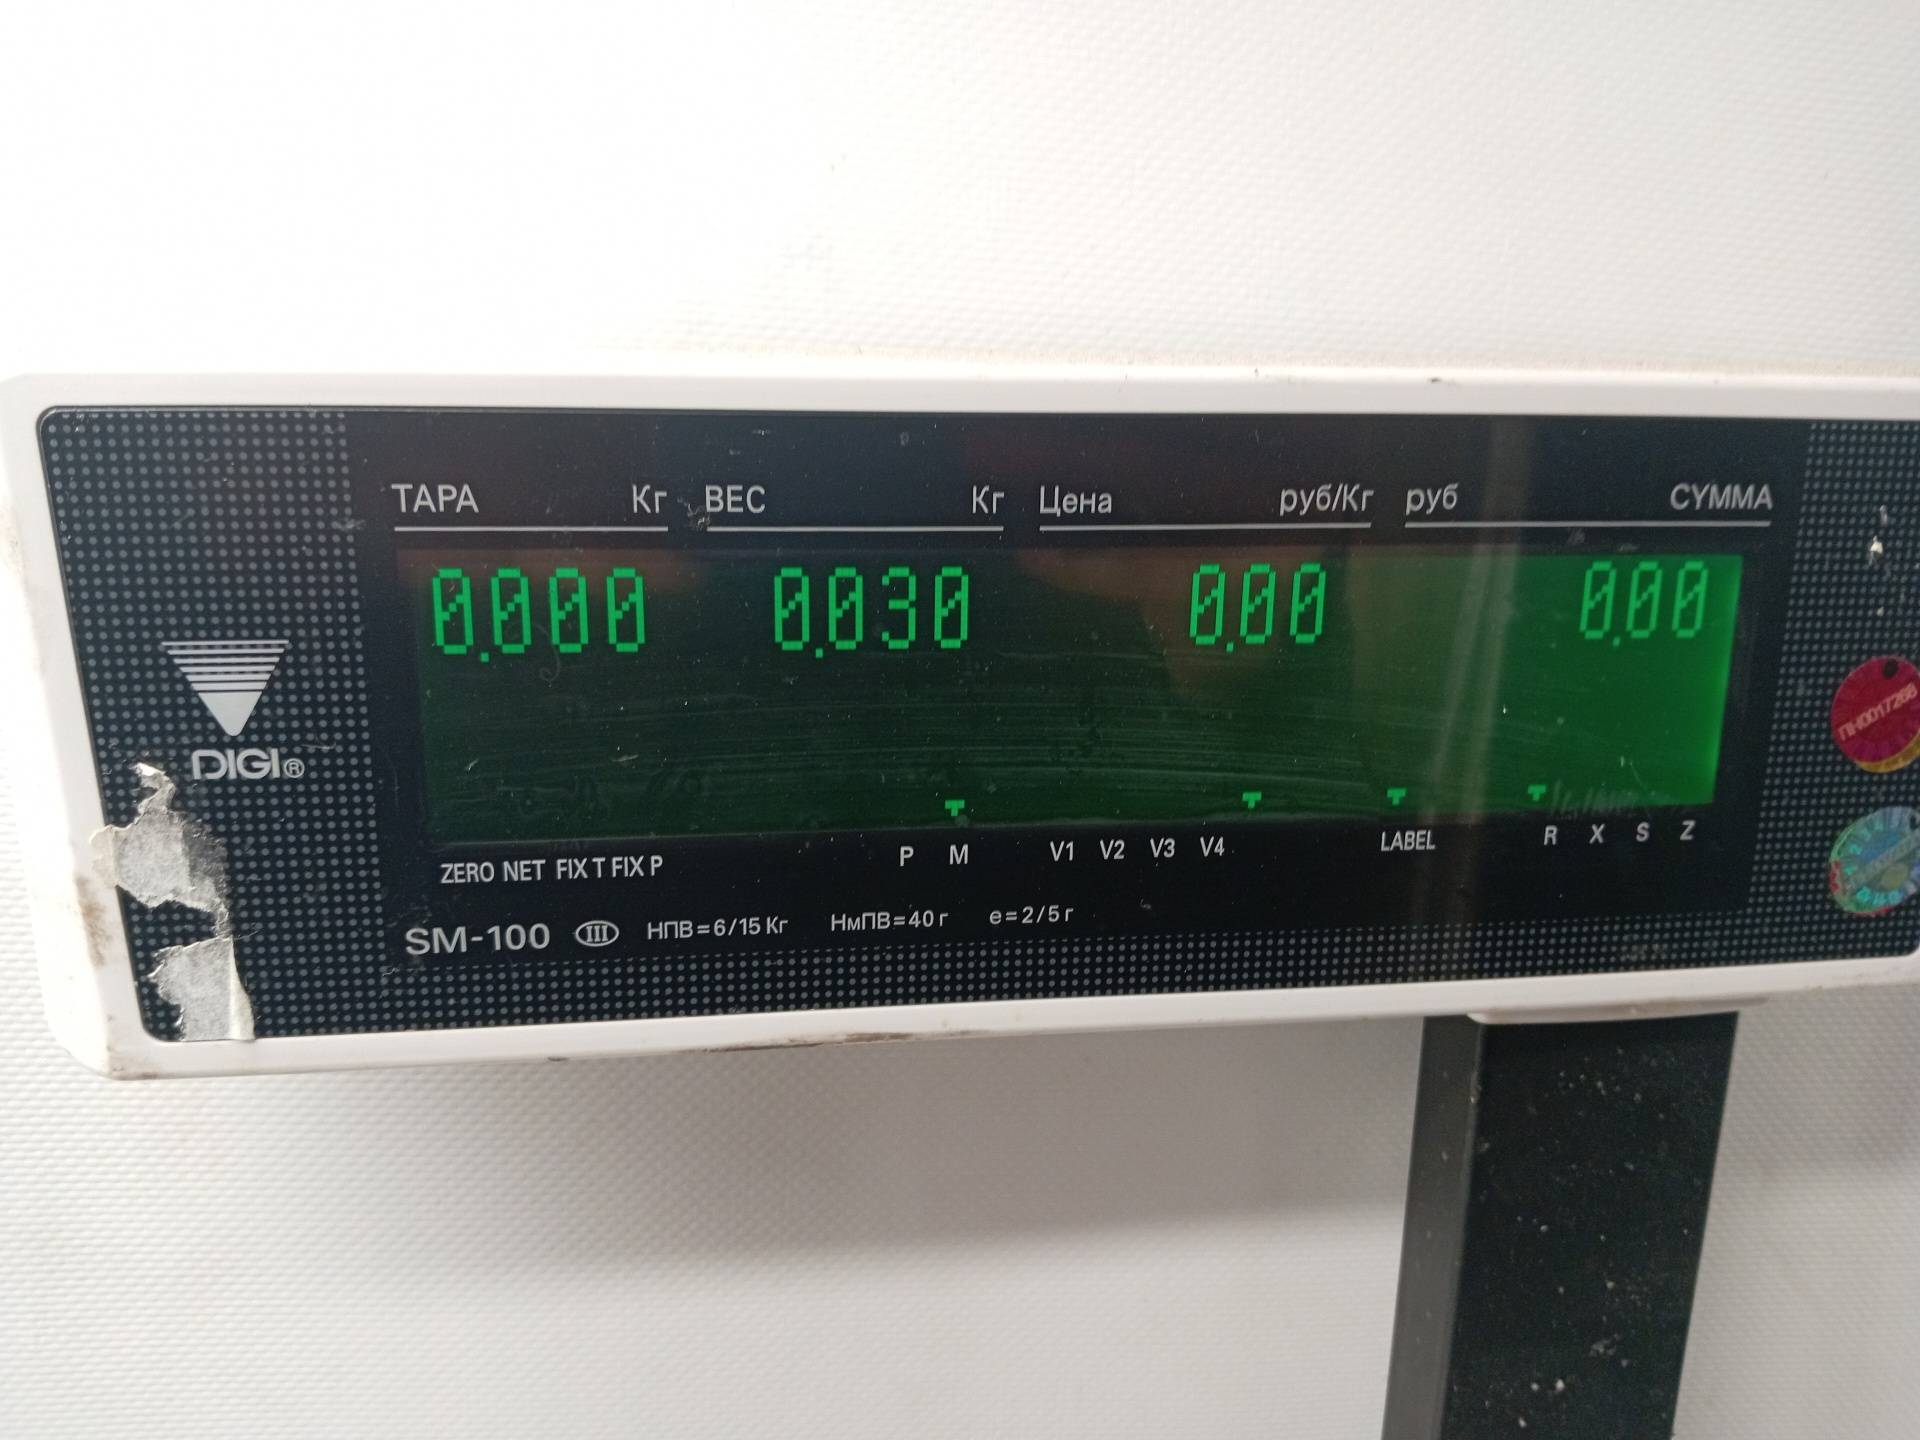 ТАРА Кг ВЕС Кг Цена руб/Кг руб СУММА
0.000 0.030 0.00 0.00
DIGI®
ZERO NET FIX T FIX P P M V1 V2 V3 V4 LABEL R X S Z
SM-100 III НПВ=6/15 Кг НмПВ=40 г e=2/5 г
ПН0017266